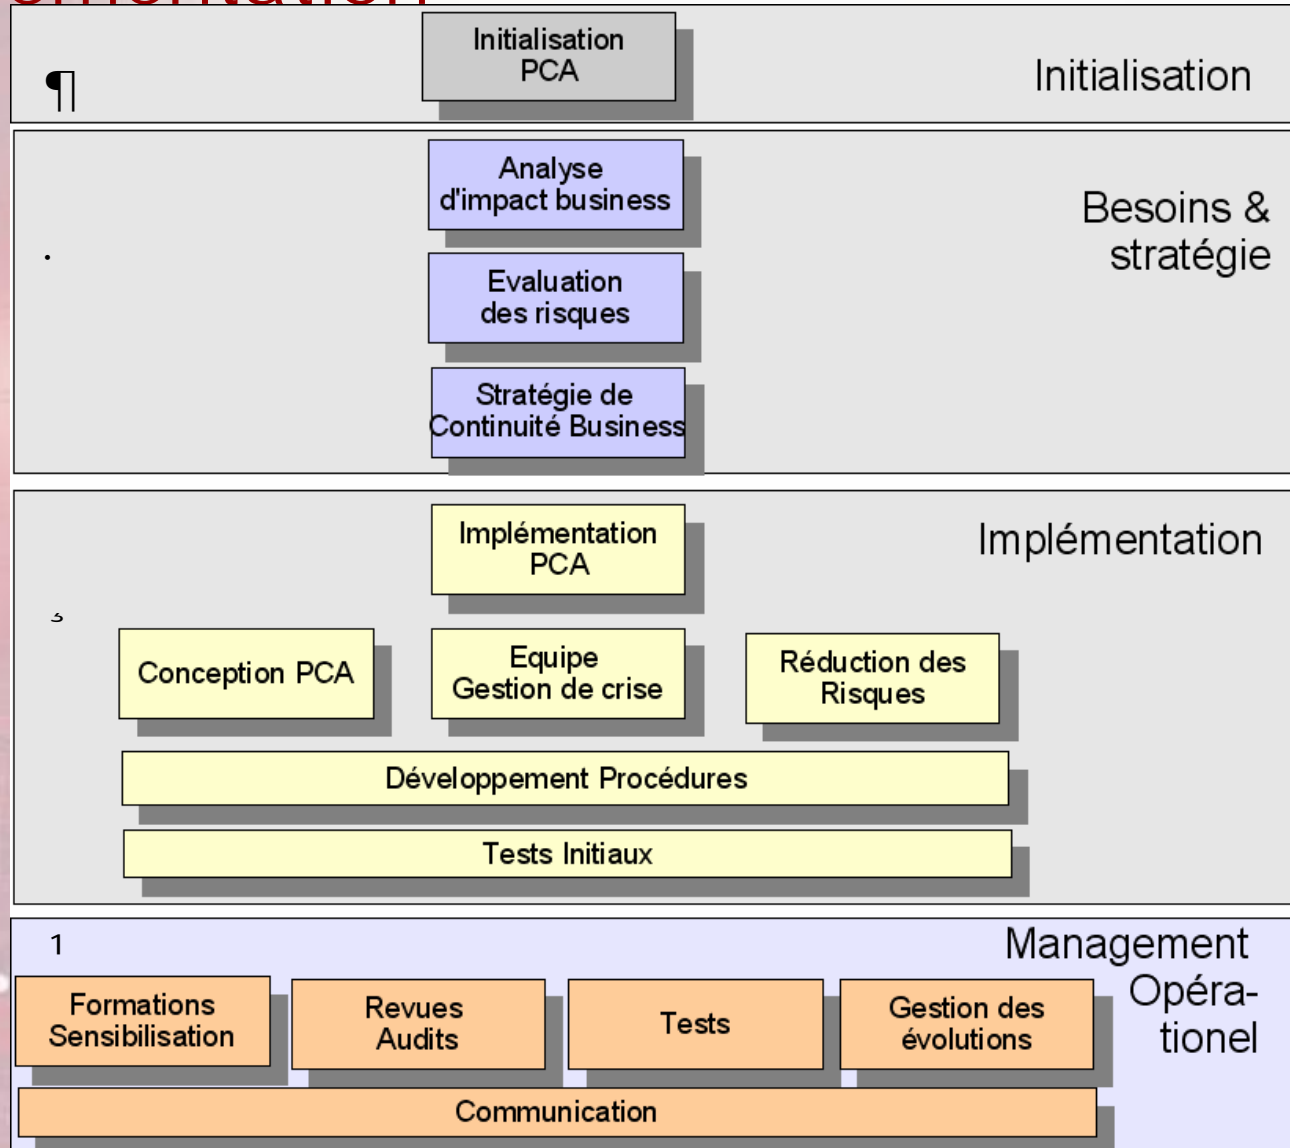 Initialisation
PCA
¶
Initialisation
Analyse
d'impact business
Besoins &
stratégie
•
Evaluation
des risques
Stratégie de
Continuité Business
Implémentation
PCA
Implémentation
Conception PCA
Equipe
Gestion de crise
Réduction des
Risques
Développement Procédures
Tests Initiaux
1
Management
Opéra-
tionel
Formations
Sensibilisation
Revues
Audits
Tests
Gestion des
évolutions
Communication